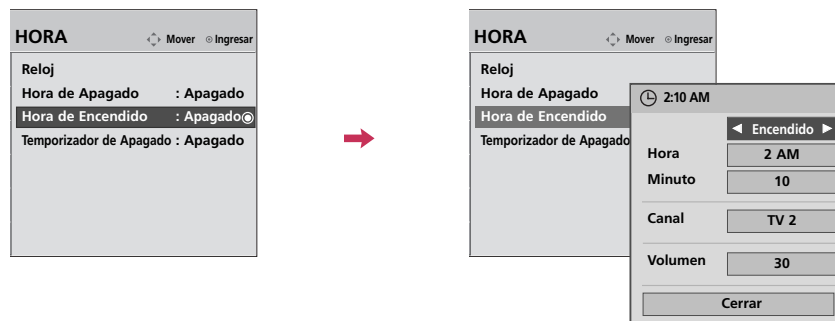 HORA Mover Ingresar
Reloj
Hora de Apagado : Apagado
Hora de Encendido : Apagado
Temporizador de Apagado : Apagado
HORA Mover Ingresar
Reloj
Hora de Apagado
Hora de Encendido
Temporizador de Apagado
2:10 AM
◄ Encendido ►
Hora 2 AM
Minuto 10
Canal TV 2
Volumen 30
Cerrar